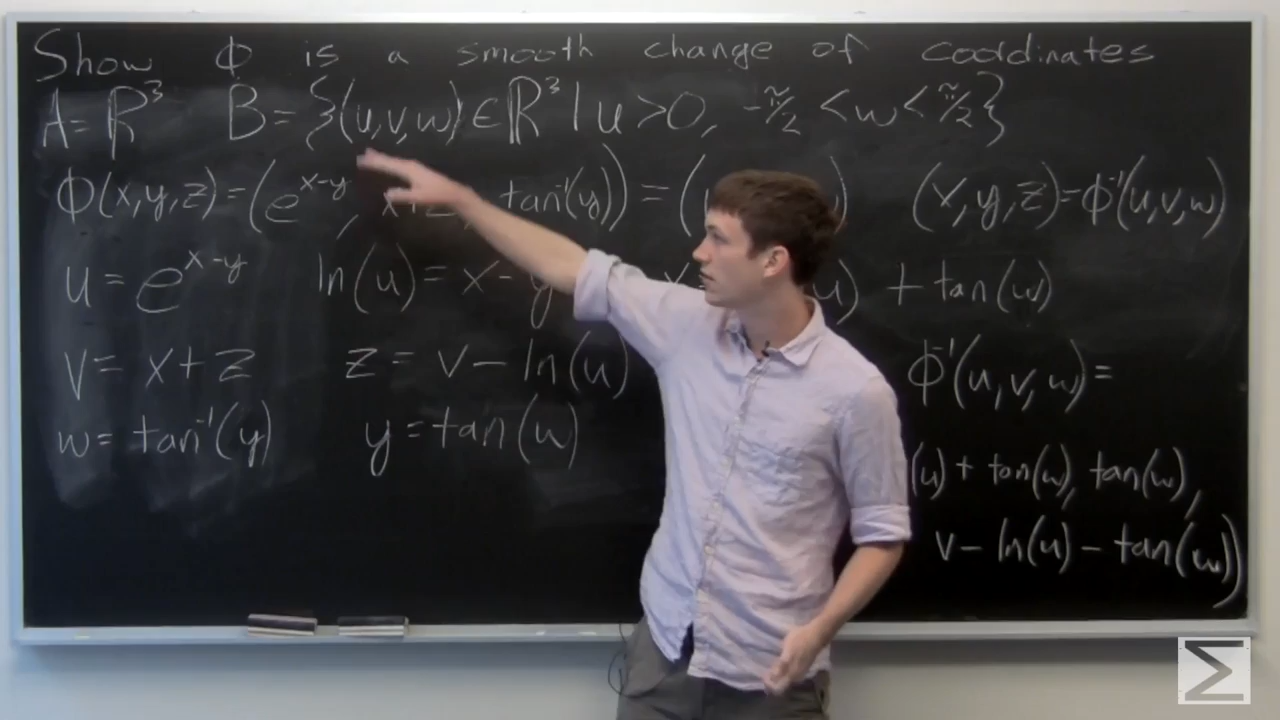 Show Φ is a smooth change of coordinates
A = ℝ³ B = {(u,v,w) ∈ ℝ³ | u > 0, -π/2 < w < π/2}
Φ(x,y,z) = (e^{x-y}, x+z, tan⁻¹(y)) = ( ) (x,y,z) = Φ⁻¹(u,v,w)
u = e^{x-y} ln(u) = x - y x u) + tan(w)
v = x + z z = v - ln(u) Φ⁻¹(u,v,w) =
w = tan⁻¹(y) y = tan(w)
(u) + tan(w), tan(w),
v - ln(u) - tan(w))
Σ